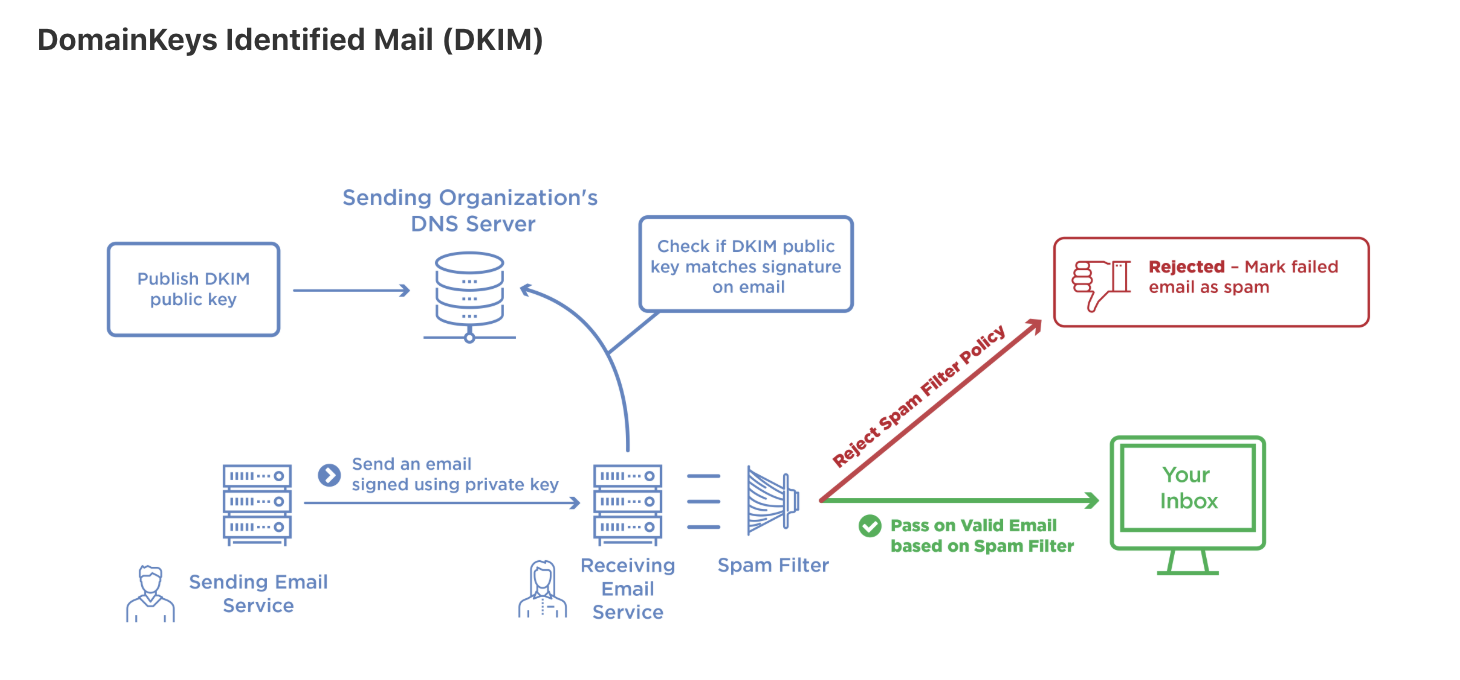 DomainKeys Identified Mail (DKIM)
Sending Organization's
DNS Server
Publish DKIM
public key
Check if DKIM public
key matches signature
on email
Rejected – Mark failed
email as spam
Reject Spam Filter Policy
Send an email
signed using private key
Your
Inbox
Pass on Valid Email
based on Spam Filter
Sending Email
Service
Receiving
Email
Service
Spam Filter